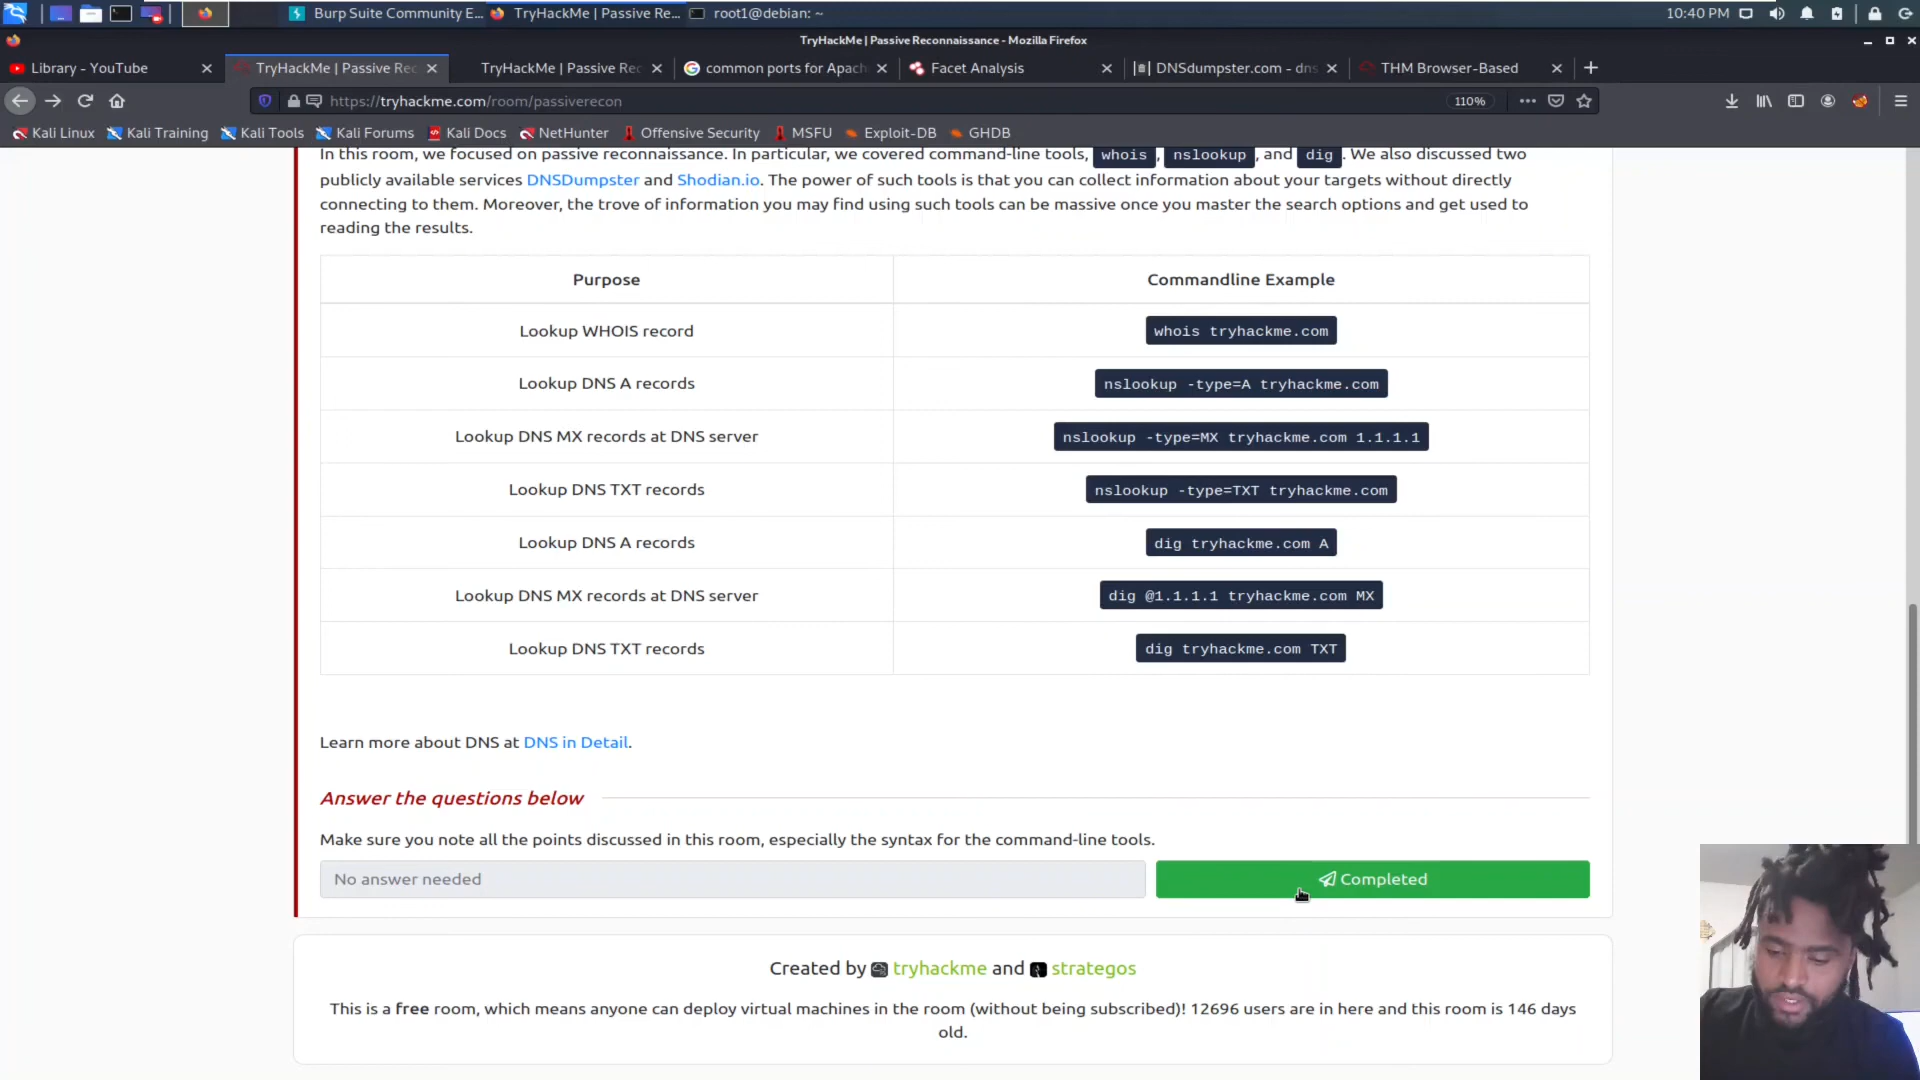 Burp Suite Community E...
TryHackMe | Passive Re...
root1@debian: ~
10:40 PM
TryHackMe | Passive Reconnaissance - Mozilla Firefox
Library - YouTube
TryHackMe | Passive Rec
TryHackMe | Passive Rec
common ports for Apach
Facet Analysis
DNSdumpster.com - dns
THM Browser-Based
https://tryhackme.com/room/passiverecon
110%
Kali Linux
Kali Training
Kali Tools
Kali Forums
Kali Docs
NetHunter
Offensive Security
MSFU
Exploit-DB
GHDB
In this room, we focused on passive reconnaissance. In particular, we covered command-line tools, whois, nslookup, and dig. We also discussed two
publicly available services DNSDumpster and Shodan.io. The power of such tools is that you can collect information about your targets without directly
connecting to them. Moreover, the trove of information you may find using such tools can be massive once you master the search options and get used to
reading the results.
Purpose
Commandline Example
Lookup WHOIS record
whois tryhackme.com
Lookup DNS A records
nslookup -type=A tryhackme.com
Lookup DNS MX records at DNS server
nslookup -type=MX tryhackme.com 1.1.1.1
Lookup DNS TXT records
nslookup -type=TXT tryhackme.com
Lookup DNS A records
dig tryhackme.com A
Lookup DNS MX records at DNS server
dig @1.1.1.1 tryhackme.com MX
Lookup DNS TXT records
dig tryhackme.com TXT
Learn more about DNS at DNS in Detail.
Answer the questions below
Make sure you note all the points discussed in this room, especially the syntax for the command-line tools.
No answer needed
Completed
Created by tryhackme and strategos
This is a free room, which means anyone can deploy virtual machines in the room (without being subscribed)! 12696 users are in here and this room is 146 days
old.